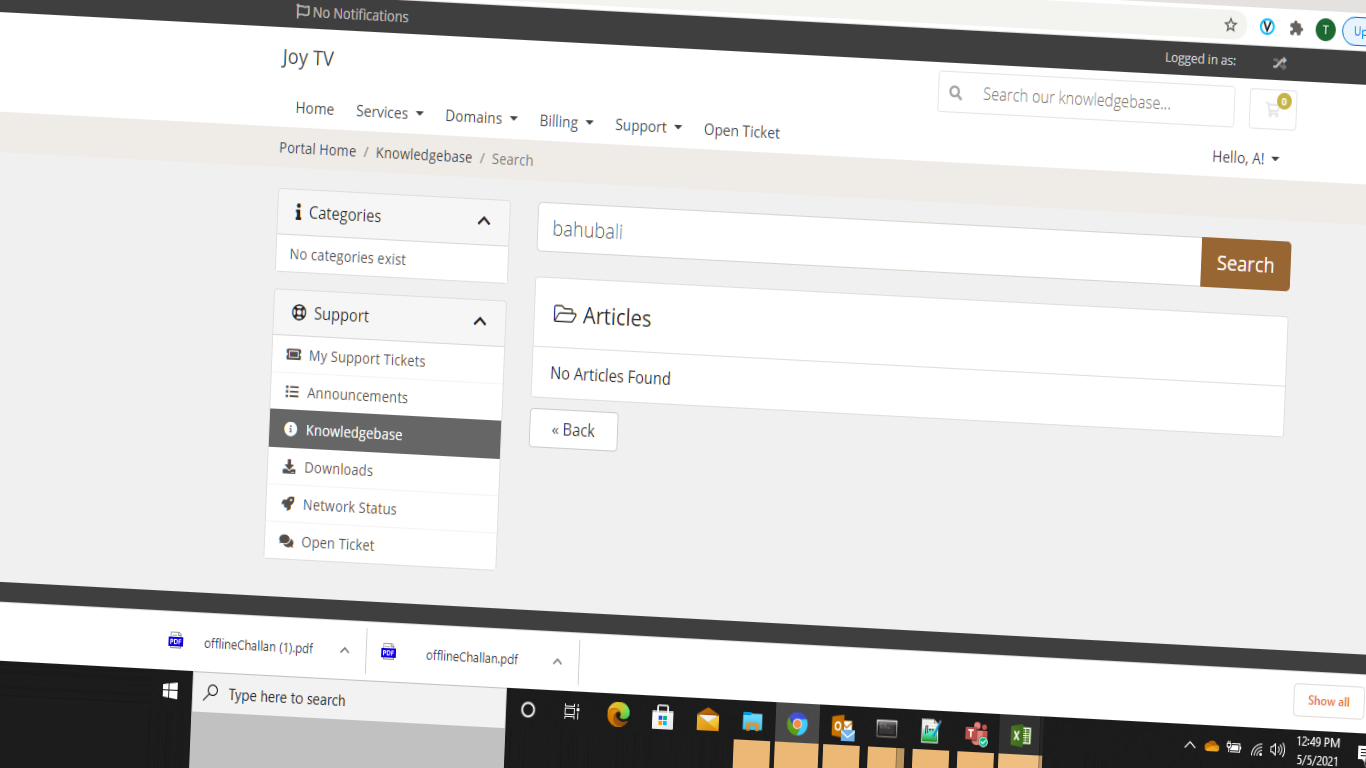 No Notifications
Logged in as:
Joy TV
Search our knowledgebase...
0
Home Services Domains Billing Support Open Ticket
Hello, A!
Portal Home / Knowledgebase / Search
Categories
No categories exist
Support
My Support Tickets
Announcements
Knowledgebase
Downloads
Network Status
Open Ticket
bahubali
Search
Articles
No Articles Found
« Back
offlineChallan (1).pdf
offlineChallan.pdf
Show all
Type here to search
12:49 PM
5/5/2021